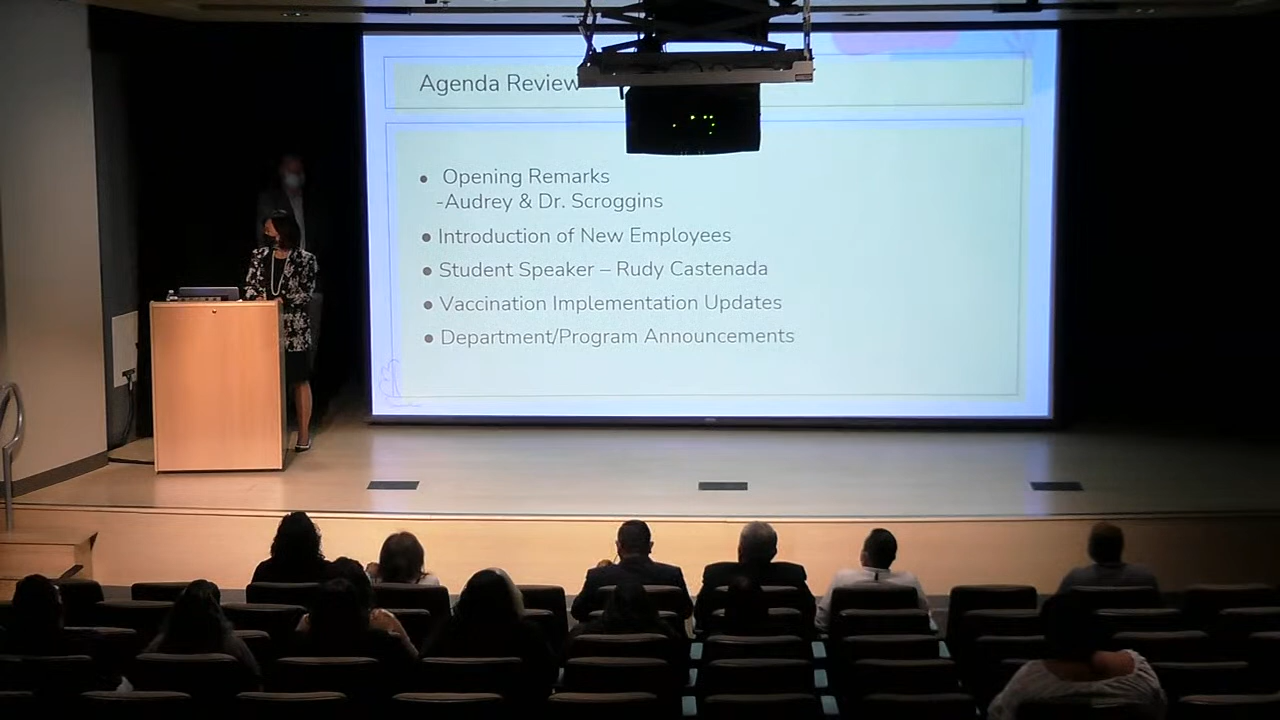 Agenda Review
• Opening Remarks
-Audrey & Dr. Scroggins
• Introduction of New Employees
• Student Speaker – Rudy Castenada
• Vaccination Implementation Updates
• Department/Program Announcements